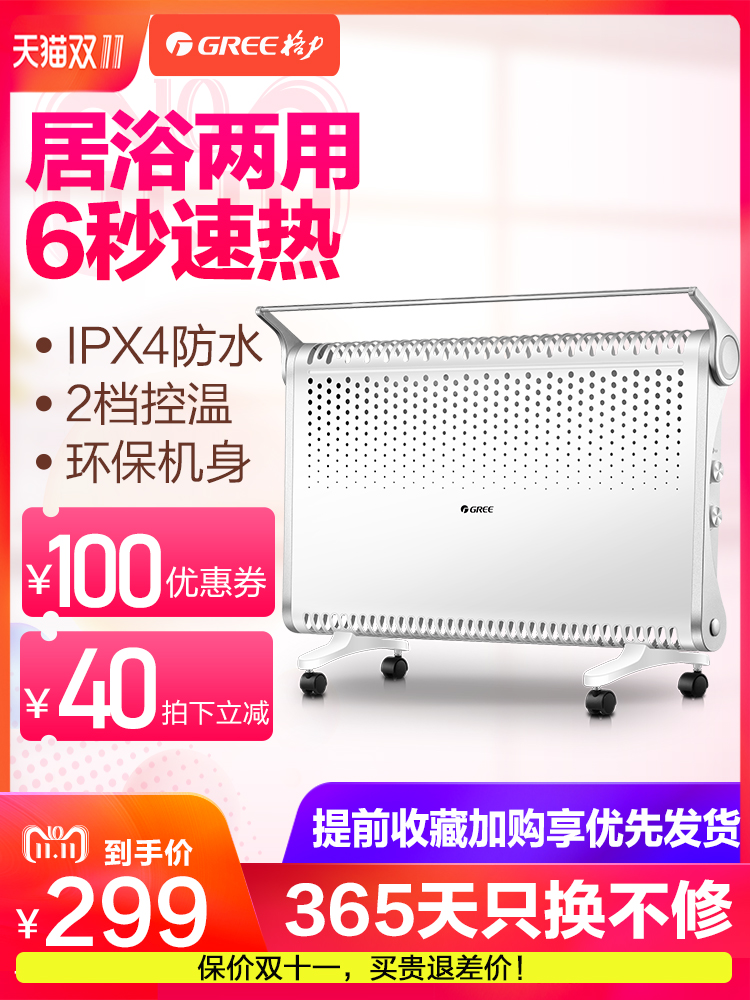 天猫双11
GREE格力
居浴两用
6秒速热
• IPX4防水
• 2档控温
• 环保机身
GREE
¥100优惠券
¥40拍下立减
提前收藏加购享优先发货
10
11.11
到手价
¥299
365天只换不修
保价双十一，买贵退差价！